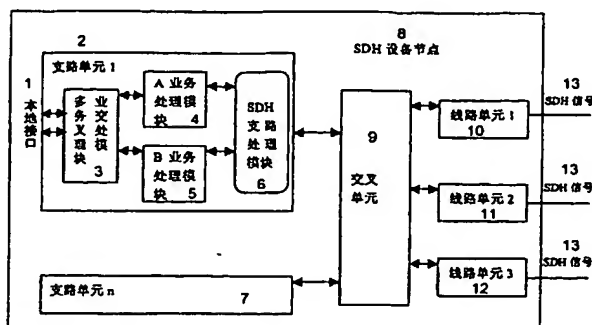 2
8
SDH 设备节点
支路单元 1
1
本地接口
多业务交叉处理模块
3
A 业务
处理模
块
4
B 业务
处理模块
5
SDH
支路
处理
模块
6
9
交叉
单元
线路单元 1
10
13
SDH 信号
线路单元 2
11
13
SDH 信号
线路单元 3
12
13
SDH 信号
支路单元 n
7